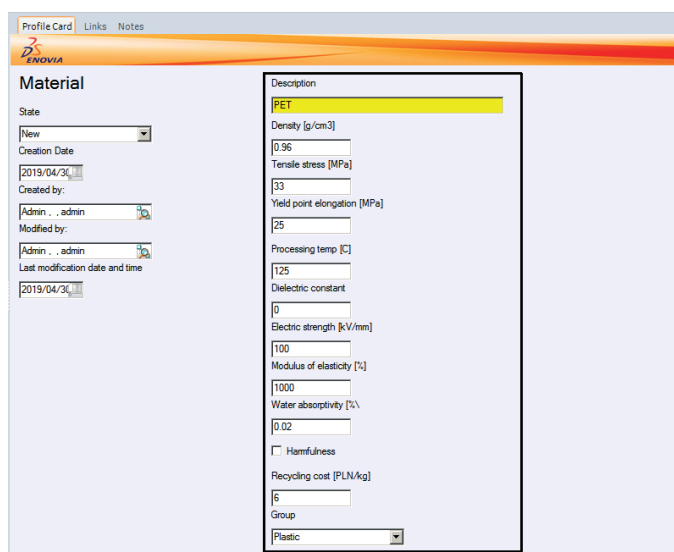 Profile Card Links Notes
DS
ENOVIA
Material
State
New
Creation Date
2019/04/30
Created by:
Admin , , admin
Modified by:
Admin , , admin
Last modification date and time
2019/04/30
Description
PET
Density [g/cm3]
0.96
Tensile stress [MPa]
33
Yield point elongation [MPa]
25
Processing temp [C]
125
Dielectric constant
0
Electric strength [kV/mm]
100
Modulus of elasticity [%]
1000
Water absorptivity [%\
0.02
Harmfulness
Recycling cost [PLN/kg]
6
Group
Plastic